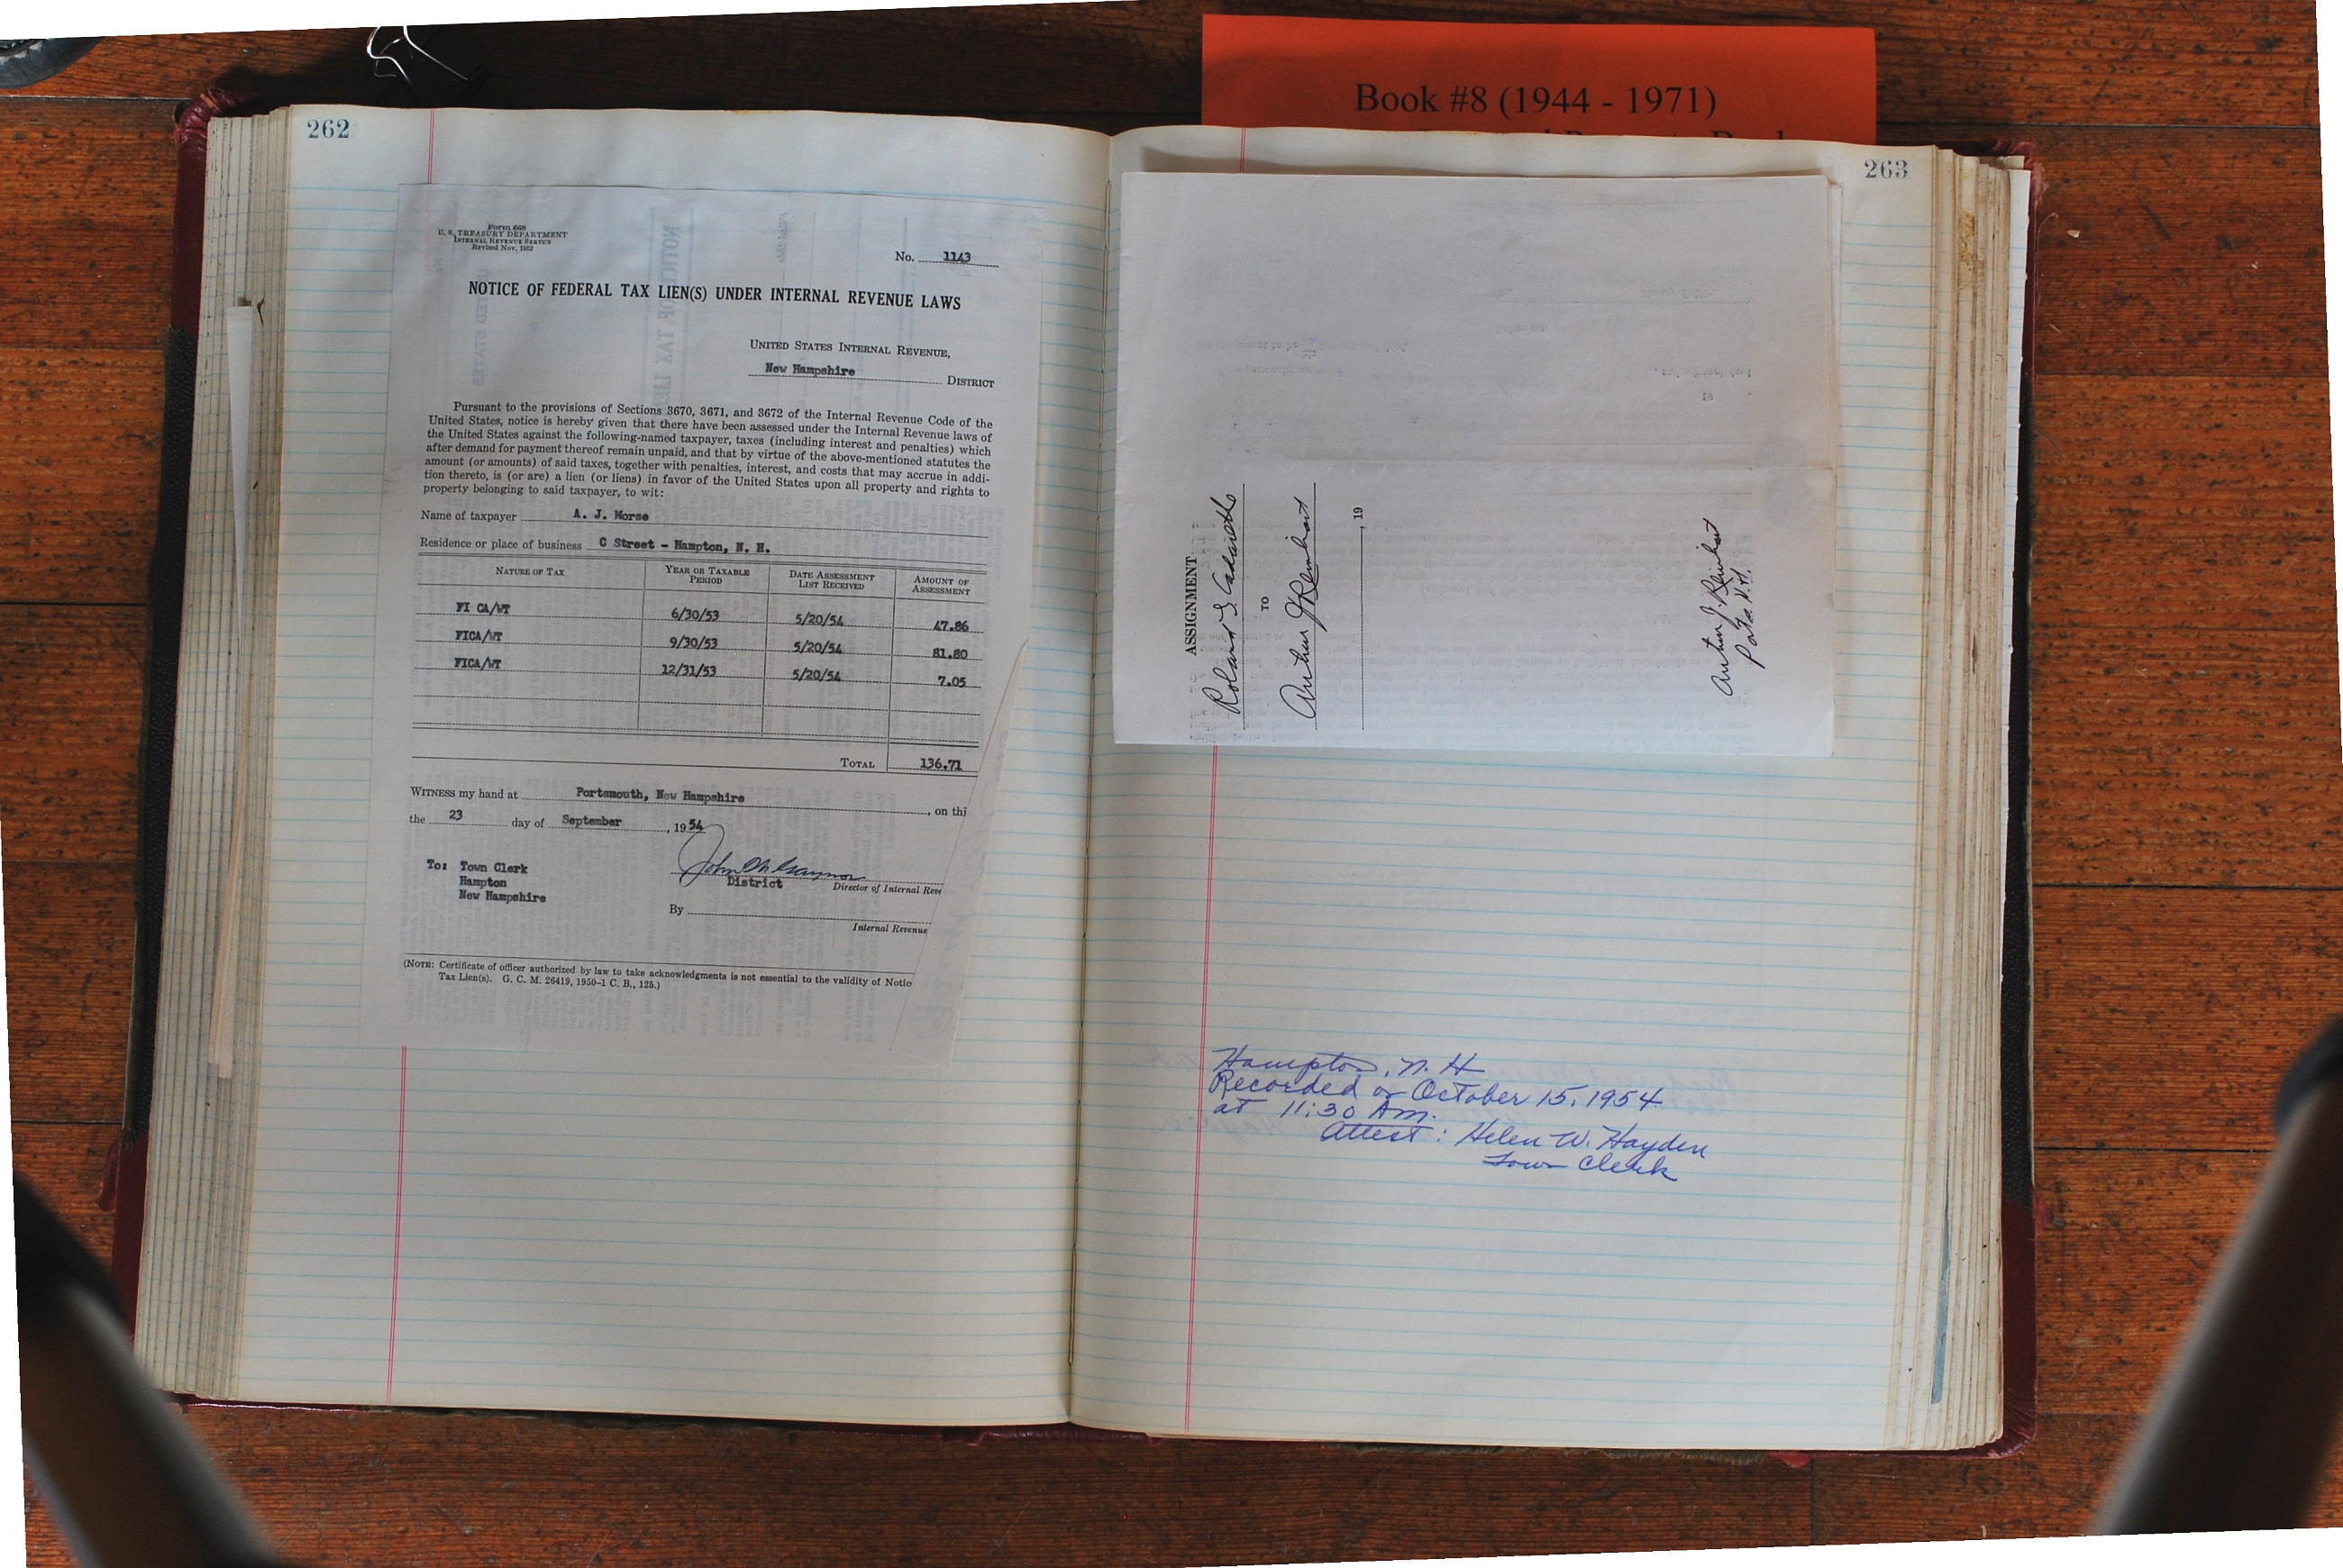 Book #8 (1944 - 1971)
262
Form 668
U. S. TREASURY DEPARTMENT
INTERNAL REVENUE SERVICE
Revised Nov. 1952
No. 1143
NOTICE OF FEDERAL TAX LIEN(S) UNDER INTERNAL REVENUE LAWS
UNITED STATES INTERNAL REVENUE,
New Hampshire DISTRICT
Pursuant to the provisions of Sections 3670, 3671, and 3672 of the Internal Revenue Code of the
United States, notice is hereby given that there have been assessed under the Internal Revenue laws of
the United States against the following-named taxpayer, taxes (including interest and penalties) which
after demand for payment thereof remain unpaid, and that by virtue of the above-mentioned statutes the
amount (or amounts) of said taxes, together with penalties, interest, and costs that may accrue in addi-
tion thereto, is (or are) a lien (or liens) in favor of the United States upon all property and rights to
property belonging to said taxpayer, to wit:
Name of taxpayer A. J. Morse
Residence or place of business C Street - Hampton, N. H.
NATURE OF TAX YEAR OR TAXABLE PERIOD DATE ASSESSMENT LIST RECEIVED AMOUNT OF ASSESSMENT
FI CA/WT 6/30/53 5/20/54 47.86
FICA/WT 9/30/53 5/20/54 81.80
FICA/WT 12/31/53 5/20/54 7.05
TOTAL 136.71
WITNESS my hand at Portsmouth, New Hampshire, on thi
the 23 day of September, 1954
To: Town Clerk
Hampton
New Hampshire
District Director of Internal Reve
By
Internal Revenue
(NOTE: Certificate of officer authorized by law to take acknowledgments is not essential to the validity of Notic
Tax Lien(s). G. C. M. 26419, 1950-1 C. B., 125.)
263
ASSIGNMENT
Roland S.
TO
Arthur J Reinhart
, 19
Arthur J. Reinhart
N.H.
Hampton, N. H
Recorded on October 15, 1954
at 11:30 Am.
Attest: Helen W. Hayden
Town Clerk